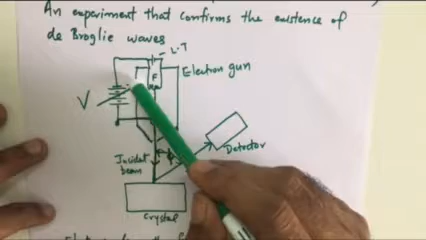 An experiment that confirms the existence of
de Broglie waves
L.T
Electron gun
F
V
Detector
Incident
beam
Crystal